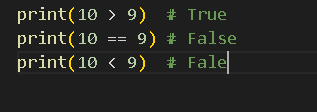 print(10 > 9)  # True
print(10 == 9) # False
print(10 < 9)  # Fale